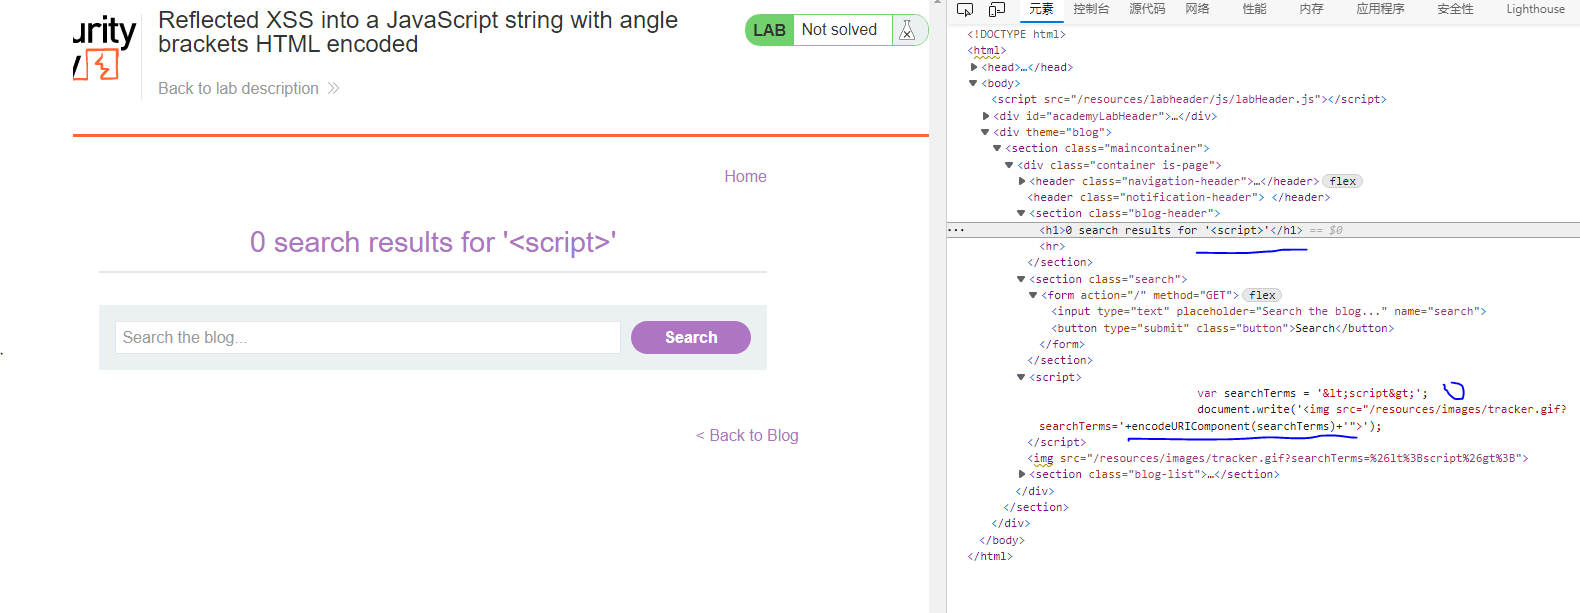 urity
Reflected XSS into a JavaScript string with angle
brackets HTML encoded
LAB Not solved
Back to lab description
Home
0 search results for '<script>'
Search the blog...
Search
< Back to Blog
元素 控制台 源代码 网络 性能 内存 应用程序 安全性 Lighthouse
<!DOCTYPE html>
<html>
<head>…</head>
<body>
<script src="/resources/labheader/js/labHeader.js"></script>
<div id="academyLabHeader">…</div>
<div theme="blog">
<section class="maincontainer">
<div class="container is-page">
<header class="navigation-header">…</header> flex
<header class="notification-header"> </header>
<section class="blog-header">
<h1>0 search results for '<script>'</h1> == $0
<hr>
</section>
<section class="search">
<form action="/" method="GET"> flex
<input type="text" placeholder="Search the blog..." name="search">
<button type="submit" class="button">Search</button>
</form>
</section>
<script>
var searchTerms = '&lt;script&gt;';
document.write('<img src="/resources/images/tracker.gif?
searchTerms='+encodeURIComponent(searchTerms)+'">');
</script>
<img src="/resources/images/tracker.gif?searchTerms=%26lt%3Bscript%26gt%3B">
<section class="blog-list">…</section>
</div>
</section>
</div>
</body>
</html>